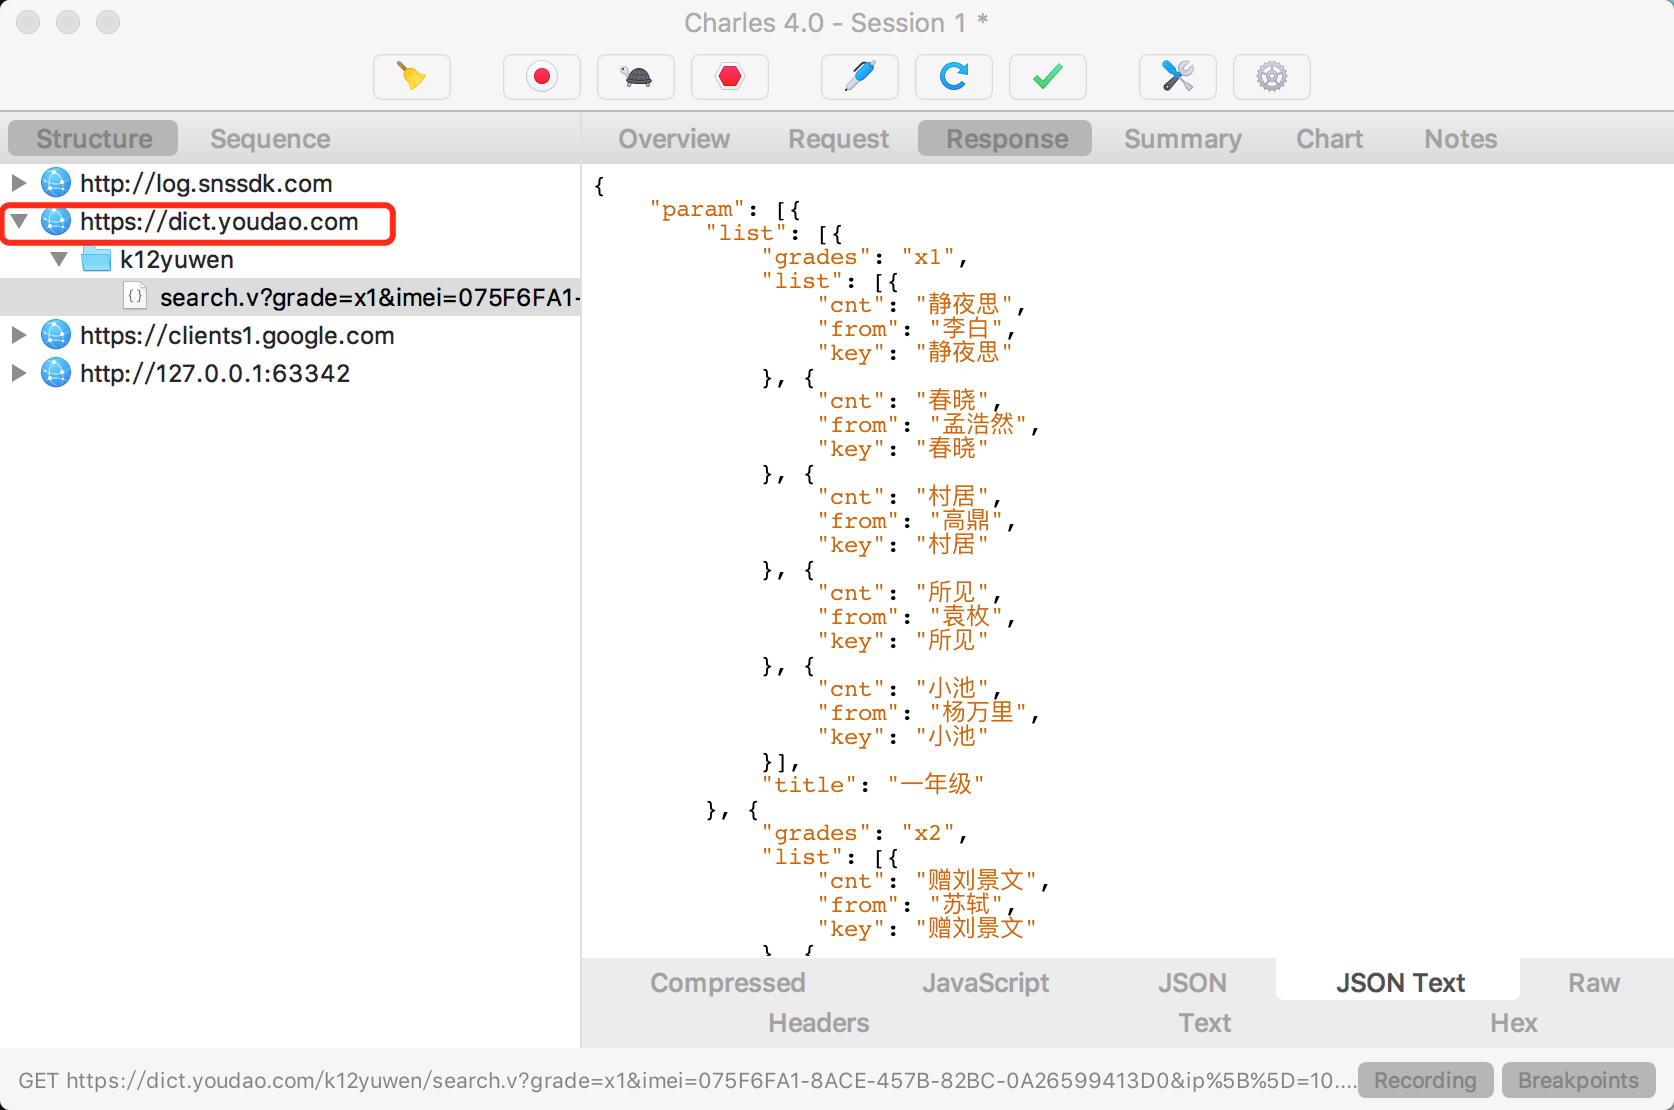 Charles 4.0 - Session 1 *
Structure Sequence
Overview Request Response Summary Chart Notes
http://log.snssdk.com
https://dict.youdao.com
k12yuwen
search.v?grade=x1&imei=075F6FA1-
https://clients1.google.com
http://127.0.0.1:63342
{
"param": [{
"list": [{
"grades": "x1",
"list": [{
"cnt": "静夜思",
"from": "李白",
"key": "静夜思"
}, {
"cnt": "春晓",
"from": "孟浩然",
"key": "春晓"
}, {
"cnt": "村居",
"from": "高鼎",
"key": "村居"
}, {
"cnt": "所见",
"from": "袁枚",
"key": "所见"
}, {
"cnt": "小池",
"from": "杨万里",
"key": "小池"
}],
"title": "一年级"
}, {
"grades": "x2",
"list": [{
"cnt": "赠刘景文",
"from": "苏轼",
"key": "赠刘景文"
}, {
Compressed JavaScript JSON JSON Text Raw
Headers Text Hex
GET https://dict.youdao.com/k12yuwen/search.v?grade=x1&imei=075F6FA1-8ACE-457B-82BC-0A26599413D0&ip%5B%5D=10.... Recording Breakpoints